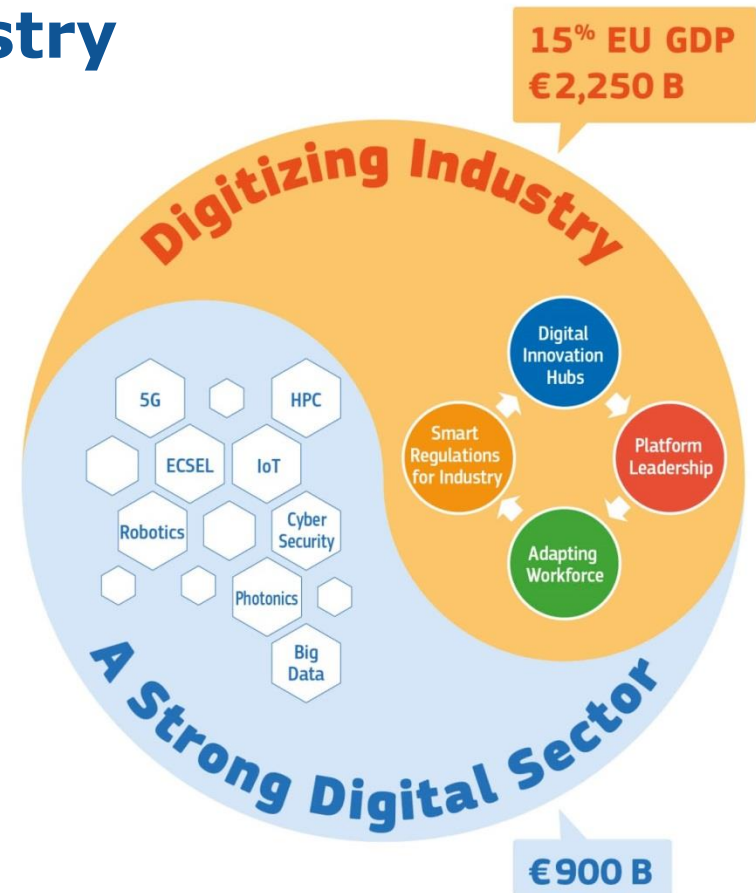 stry
15% EU GDP
€2,250 B
Digitizing Industry
Digital
Innovation
Hubs
Smart
Regulations
for Industry
Platform
Leadership
Adapting
Workforce
5G
HPC
ECSEL
IoT
Robotics
Cyber
Security
Photonics
Big
Data
A Strong Digital Sector
€900 B